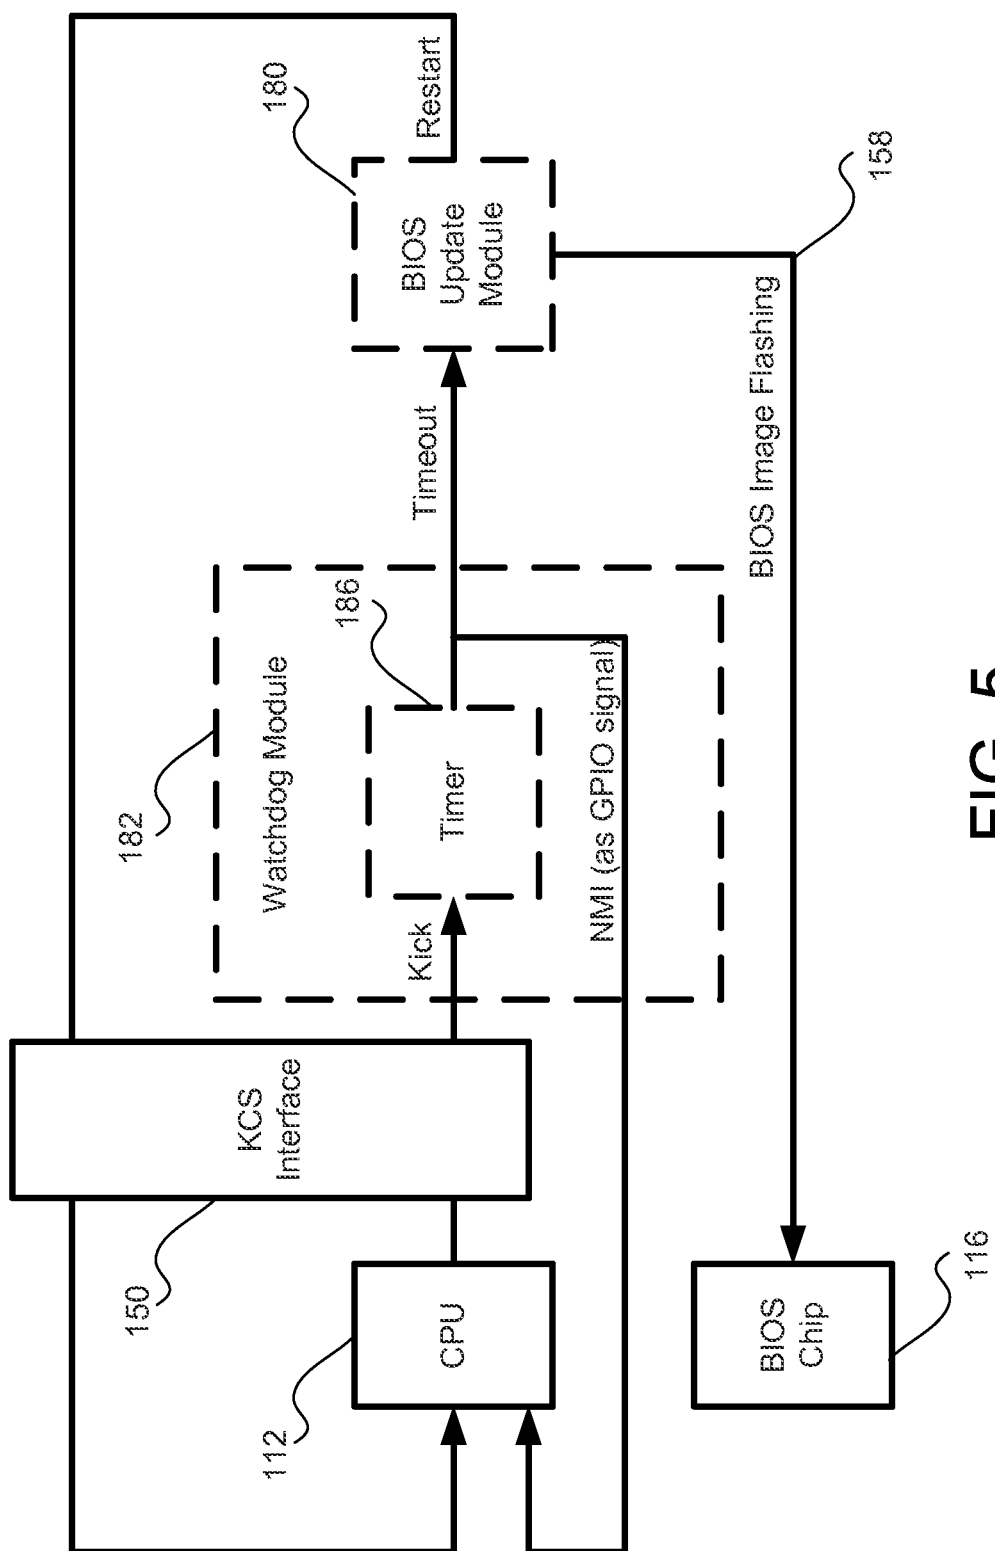 112
150
182
186
180
Restart
KCS
Interface
Watchdog Module
CPU
Kick
Timer
Timeout
BIOS
Update
Module
NMI (as GPIO signal)
BIOS Image Flashing
158
BIOS
Chip
116
FIG. 5